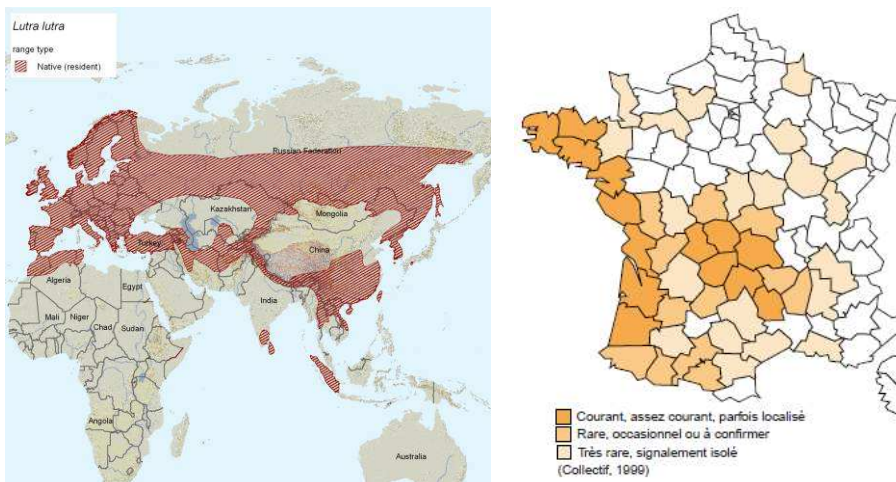 Lutra lutra
range type
Native (resident)
Russian Federation
Kazakhstan
Mongolia
Turkey
China
Algeria
Egypt
India
Mali
Niger
Chad
Sudan
Angola
Australia
Courant, assez courant, parfois localisé
Rare, occasionnel ou à confirmer
Très rare, signalement isolé
(Collectif, 1999)